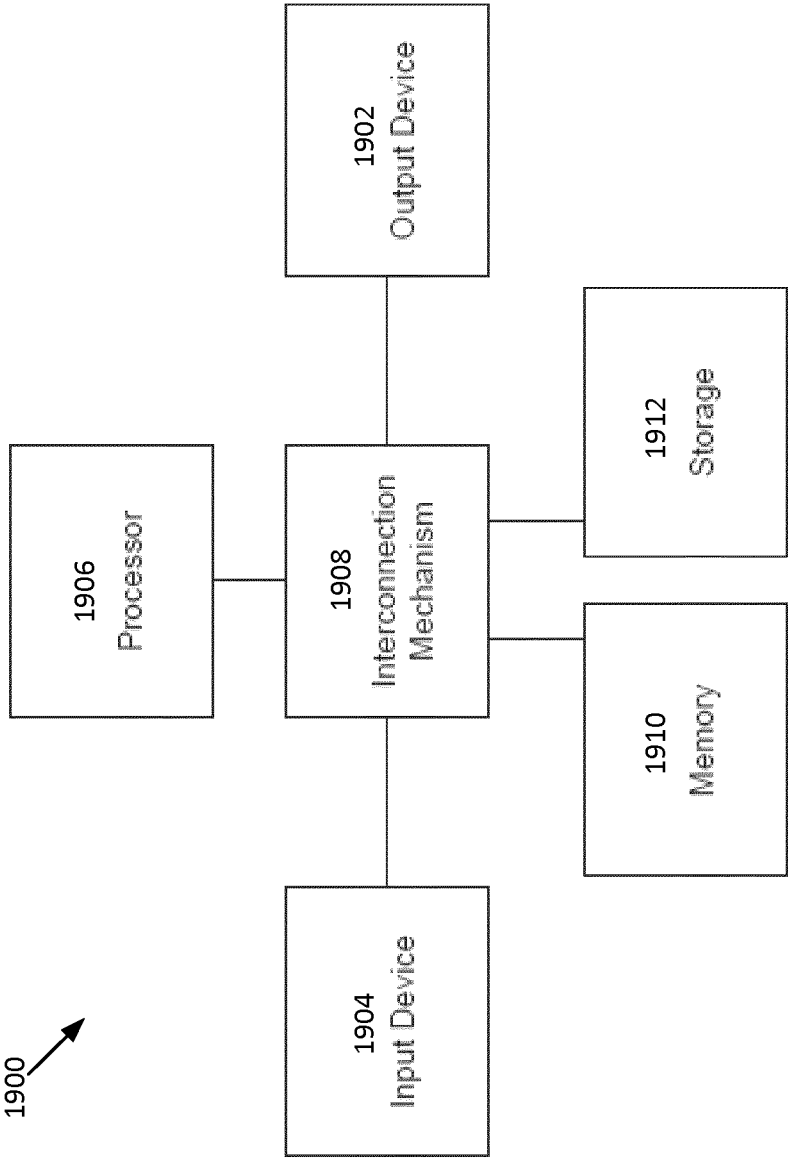 1900
1906
Processor
1904
Input Device
1908
Interconnection
Mechanism
1902
Output Device
1910
Memory
1912
Storage